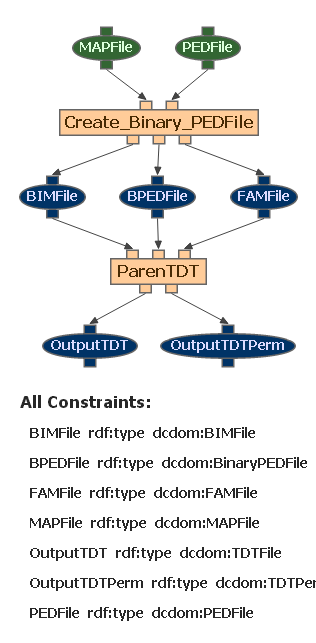 MAPFile PEDFile
Create_Binary_PEDFile
BIMFile BPEDFile FAMFile
ParenTDT
OutputTDT OutputTDTPerm
All Constraints:
BIMFile rdf:type dcdom:BIMFile
BPEDFile rdf:type dcdom:BinaryPEDFile
FAMFile rdf:type dcdom:FAMFile
MAPFile rdf:type dcdom:MAPFile
OutputTDT rdf:type dcdom:TDTFile
OutputTDTPerm rdf:type dcdom:TDTPer
PEDFile rdf:type dcdom:PEDFile